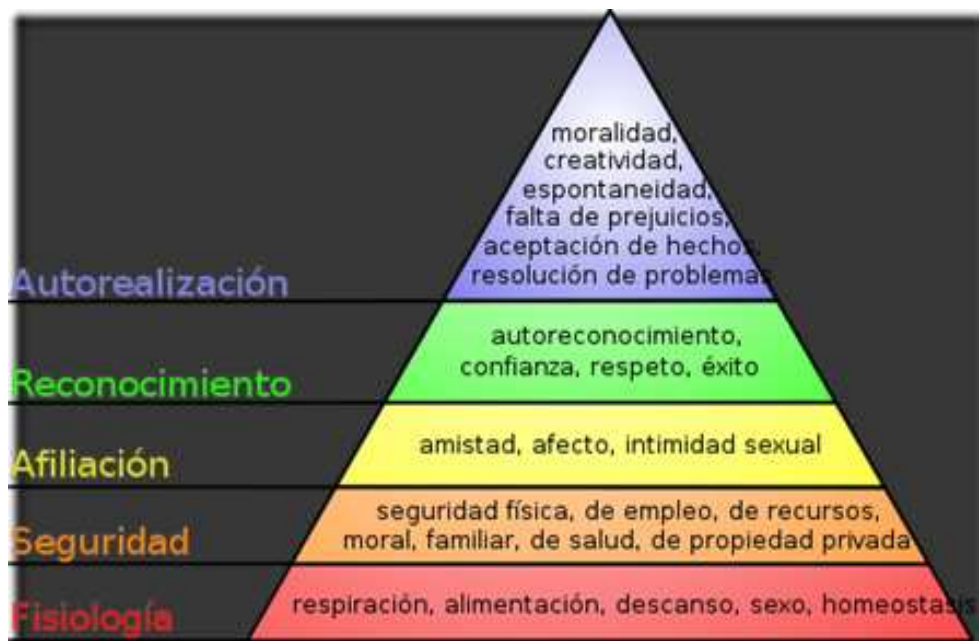 moralidad,
creatividad,
espontaneidad,
falta de prejuicios,
aceptación de hechos,
resolución de problemas
Autorealización
autoreconocimiento,
confianza, respeto, éxito
Reconocimiento
amistad, afecto, intimidad sexual
Afiliación
seguridad física, de empleo, de recursos,
moral, familiar, de salud, de propiedad privada
Seguridad
respiración, alimentación, descanso, sexo, homeostasis
Fisiología